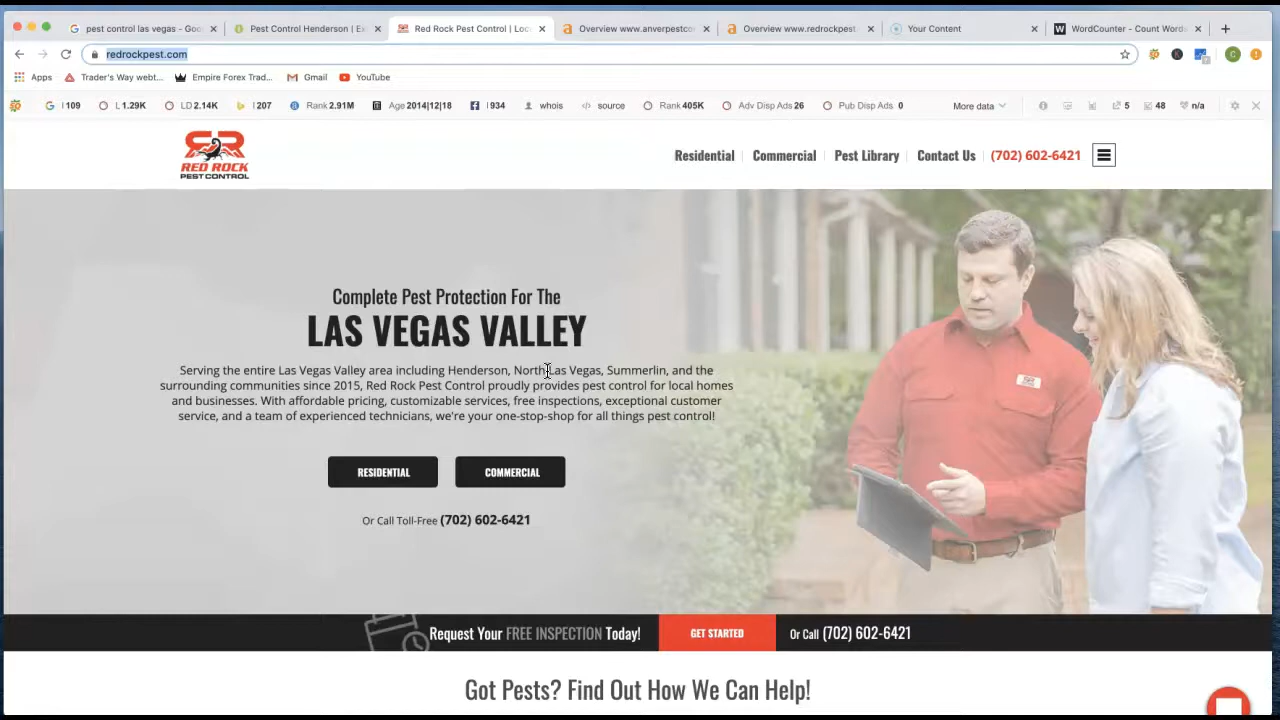 pest control las vegas - Goo
Pest Control Henderson | Ex
Red Rock Pest Control | Loc
Overview www.anverpestco
Overview www.redrockpest.
Your Content
WordCounter - Count Words
redrockpest.com
C
Apps
Trader's Way webt...
Empire Forex Trad...
Gmail
YouTube
I 109
L 1.29K
LD 2.14K
I 207
Rank 2.91M
Age 2014|12|18
I 934
whois
source
Rank 405K
Adv Disp Ads 26
Pub Disp Ads 0
More data
5
48
n/a
RED ROCK
PEST CONTROL
Residential
Commercial
Pest Library
Contact Us
(702) 602-6421
Complete Pest Protection For The
LAS VEGAS VALLEY
Serving the entire Las Vegas Valley area including Henderson, North Las Vegas, Summerlin, and the
surrounding communities since 2015, Red Rock Pest Control proudly provides pest control for local homes
and businesses. With affordable pricing, customizable services, free inspections, exceptional customer
service, and a team of experienced technicians, we're your one-stop-shop for all things pest control!
RESIDENTIAL
COMMERCIAL
Or Call Toll-Free (702) 602-6421
Request Your FREE INSPECTION Today!
GET STARTED
Or Call (702) 602-6421
Got Pests? Find Out How We Can Help!